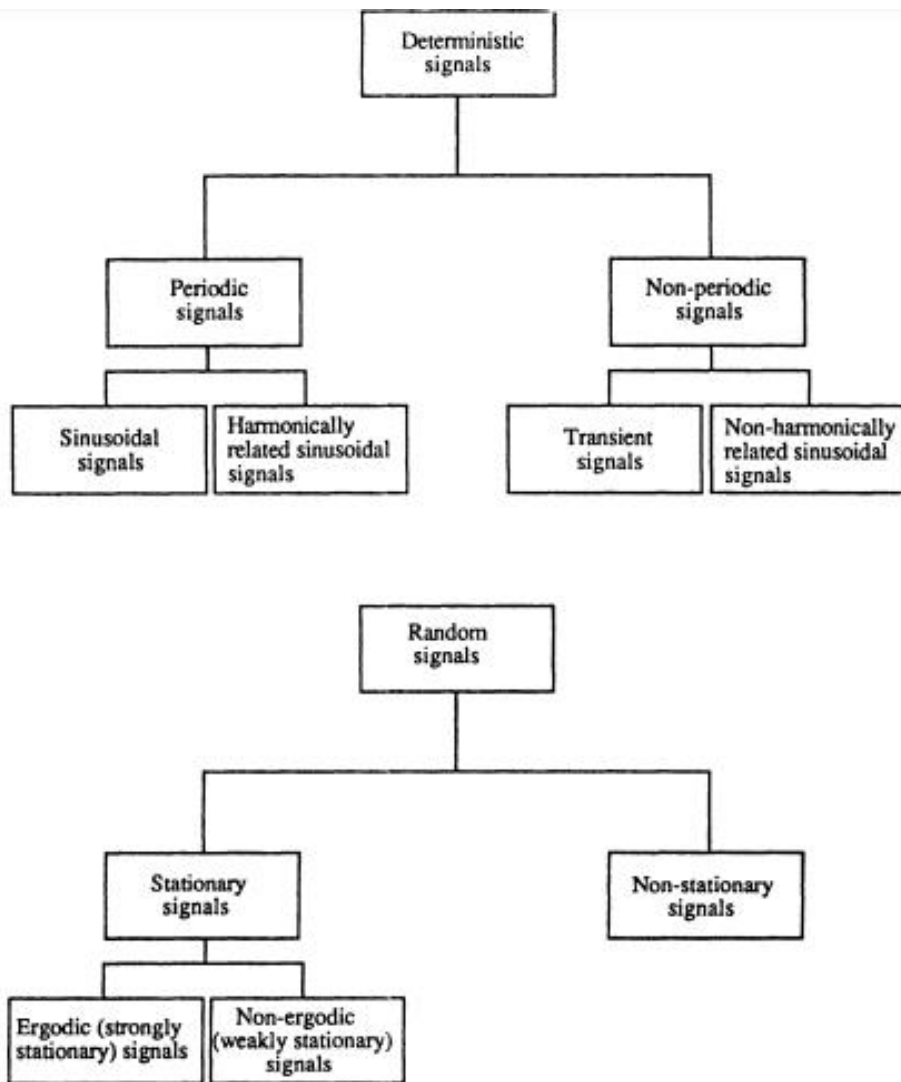 Deterministic
signals
Periodic
signals
Non-periodic
signals
Sinusoidal
signals
Harmonically
related sinusoidal
signals
Transient
signals
Non-harmonically
related sinusoidal
signals
Random
signals
Stationary
signals
Non-stationary
signals
Ergodic (strongly
stationary) signals
Non-ergodic
(weakly stationary)
signals